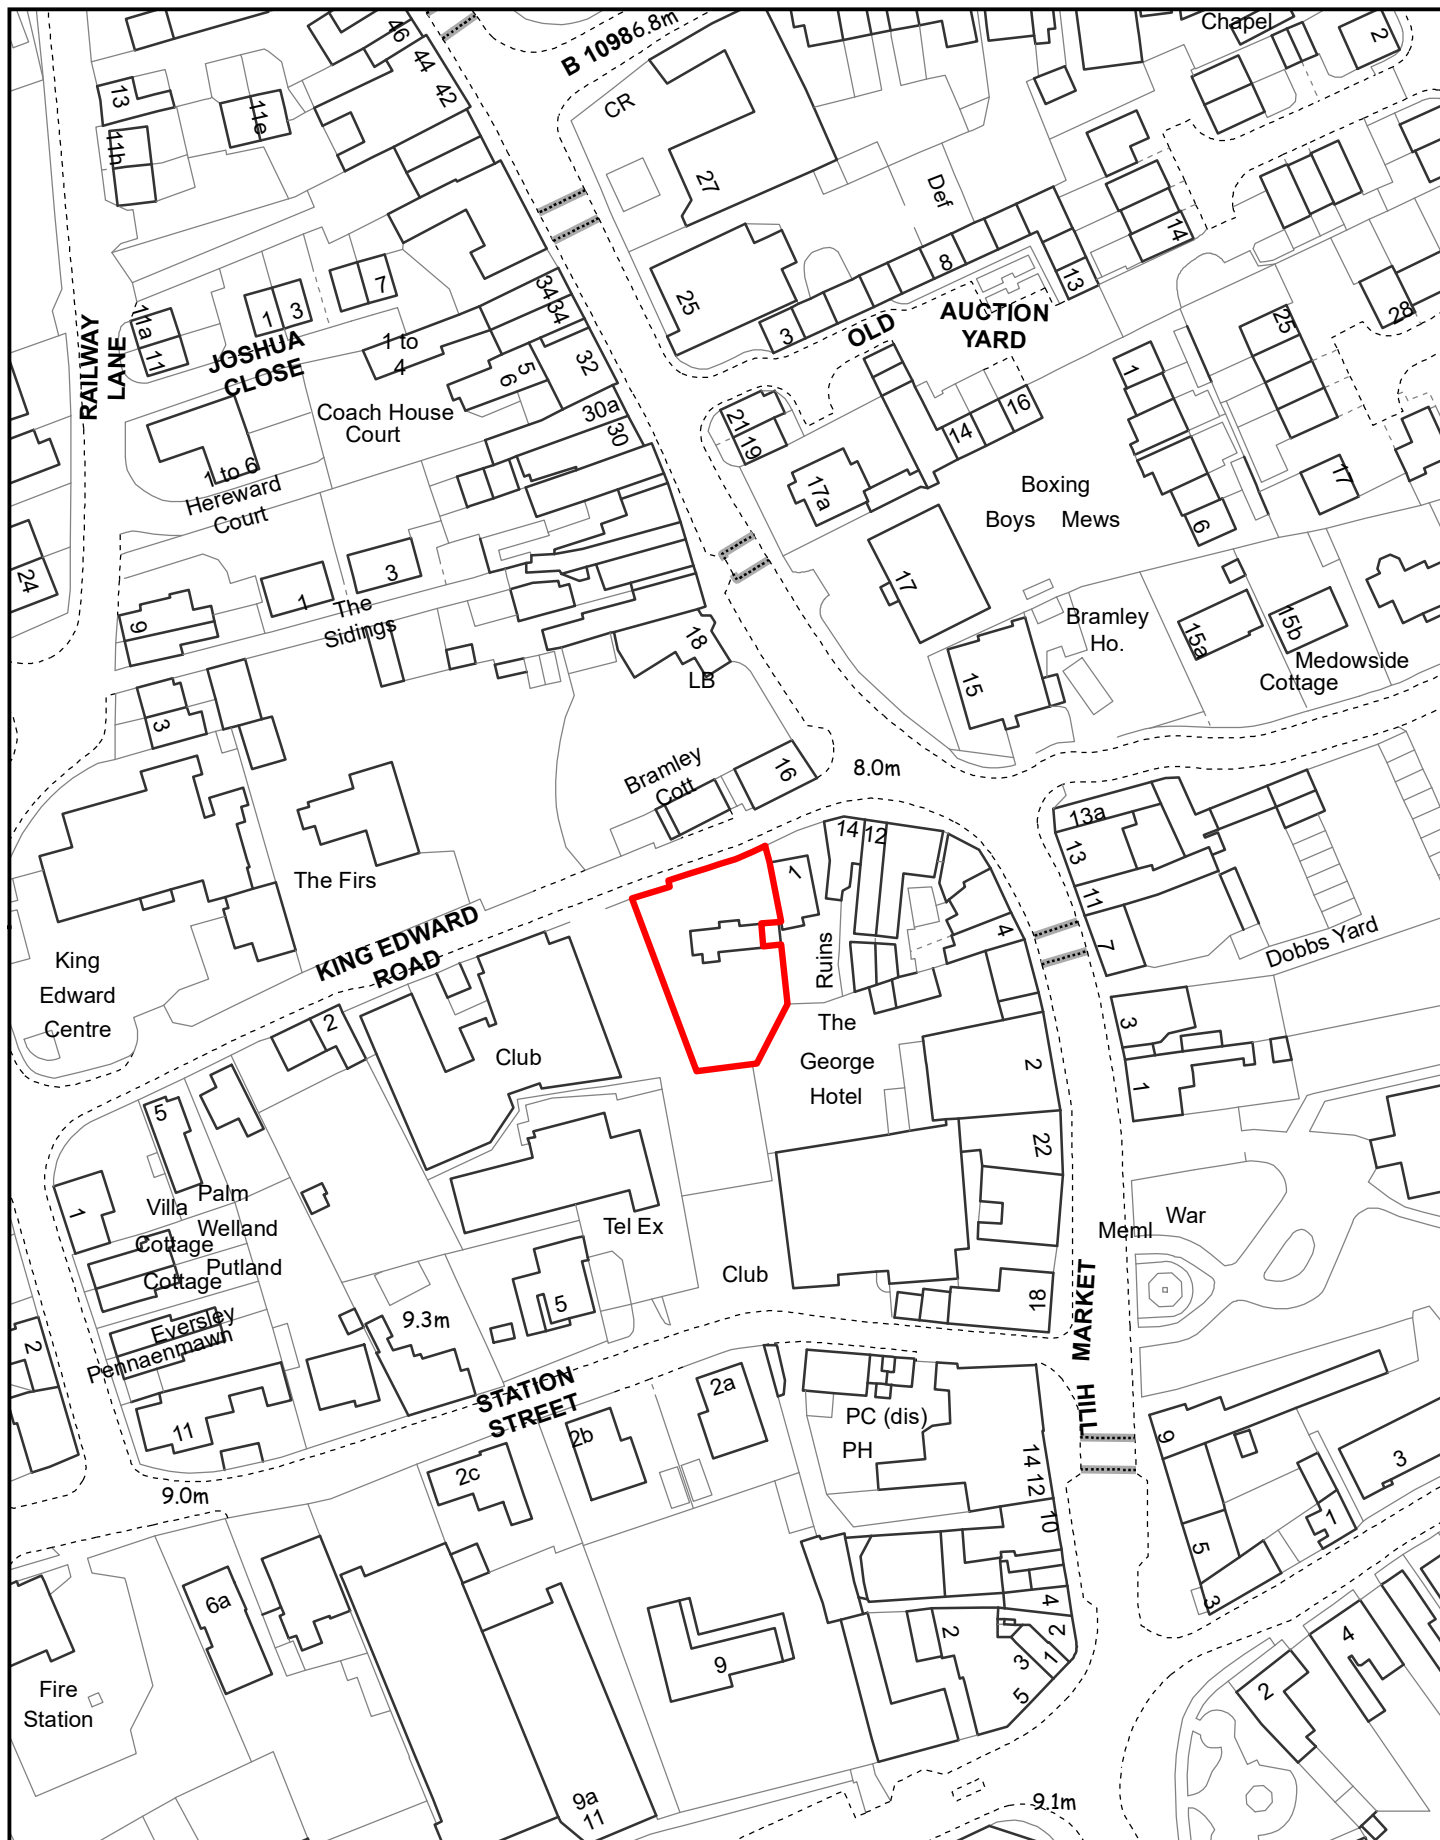 46
44
42
B 1098
6.8m
CR
Chapel
2
13
11e
11h
27
Def
14
8
13
25
3
OLD
AUCTION
YARD
28
25
7
1
3
34
34
11a
11
RAILWAY
LANE
JOSHUA
CLOSE
1 to
4
5
6
32
Coach House
Court
30a
30
21
19
14
16
1
1 to 6
Hereward
Court
17a
Boxing
Boys Mews
17
6
24
3
1
The
Sidings
9
17
18
LB
Bramley
Ho.
15a
15b
Medowside
Cottage
15
3
Bramley
Cott
16
8.0m
14
12
13a
13
The Firs
1
11
4
7
KING EDWARD
ROAD
Ruins
Dobbs Yard
King
Edward
Centre
2
Club
The
George
Hotel
2
3
1
5
22
1
Villa
Palm
Welland
Cottage
Putland
Cottage
Tel Ex
Club
Meml
War
5
9.3m
18
MARKET
HILL
Eversley
Pennaenmawn
2
STATION
STREET
2a
PC (dis)
PH
11
2b
2c
14
12
9
3
9.0m
10
1
5
6a
4
3
2
2
1
3
5
4
9
2
Fire
Station
9a
11
9.1m